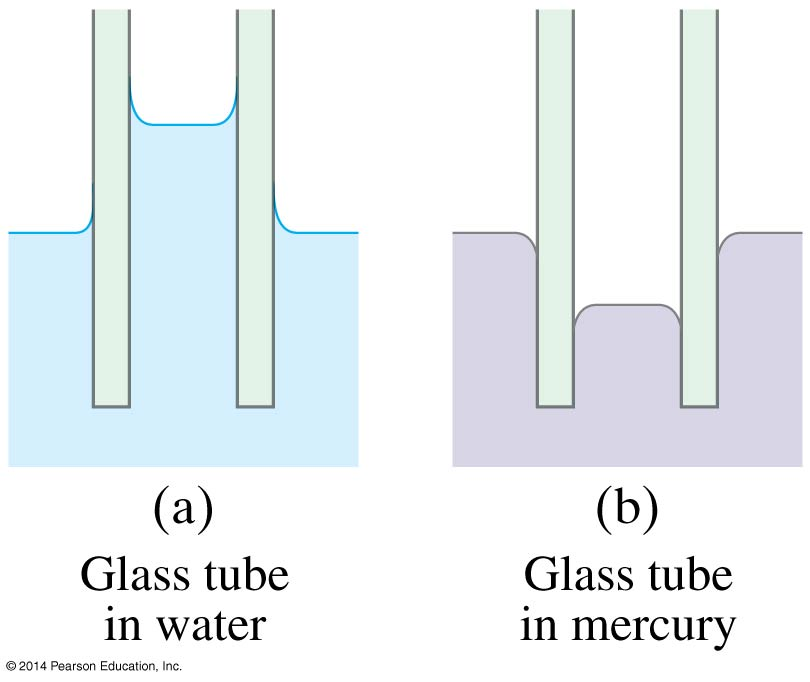 (a)
Glass tube
in water
(b)
Glass tube
in mercury
© 2014 Pearson Education, Inc.